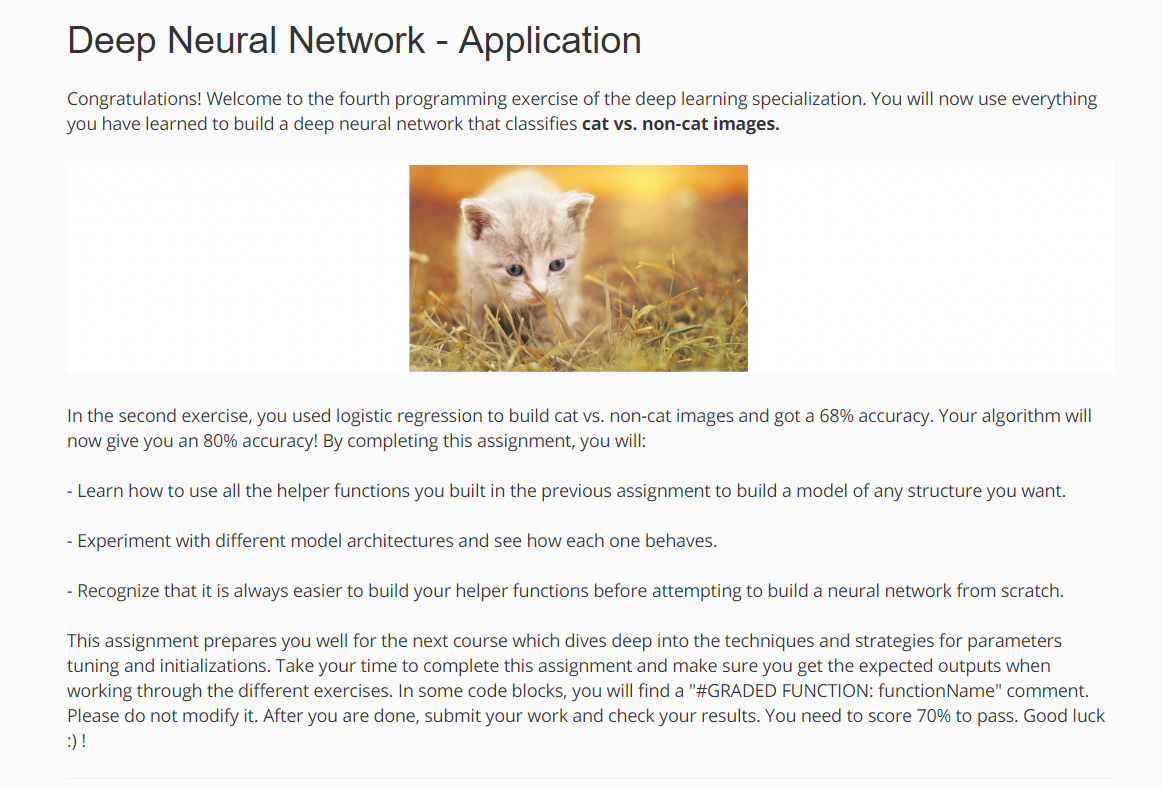 Deep Neural Network - Application
Congratulations! Welcome to the fourth programming exercise of the deep learning specialization. You will now use everything
you have learned to build a deep neural network that classifies cat vs. non-cat images.
In the second exercise, you used logistic regression to build cat vs. non-cat images and got a 68% accuracy. Your algorithm will
now give you an 80% accuracy! By completing this assignment, you will:
- Learn how to use all the helper functions you built in the previous assignment to build a model of any structure you want.
- Experiment with different model architectures and see how each one behaves.
- Recognize that it is always easier to build your helper functions before attempting to build a neural network from scratch.
This assignment prepares you well for the next course which dives deep into the techniques and strategies for parameters
tuning and initializations. Take your time to complete this assignment and make sure you get the expected outputs when
working through the different exercises. In some code blocks, you will find a "#GRADED FUNCTION: functionName" comment.
Please do not modify it. After you are done, submit your work and check your results. You need to score 70% to pass. Good luck
:) !